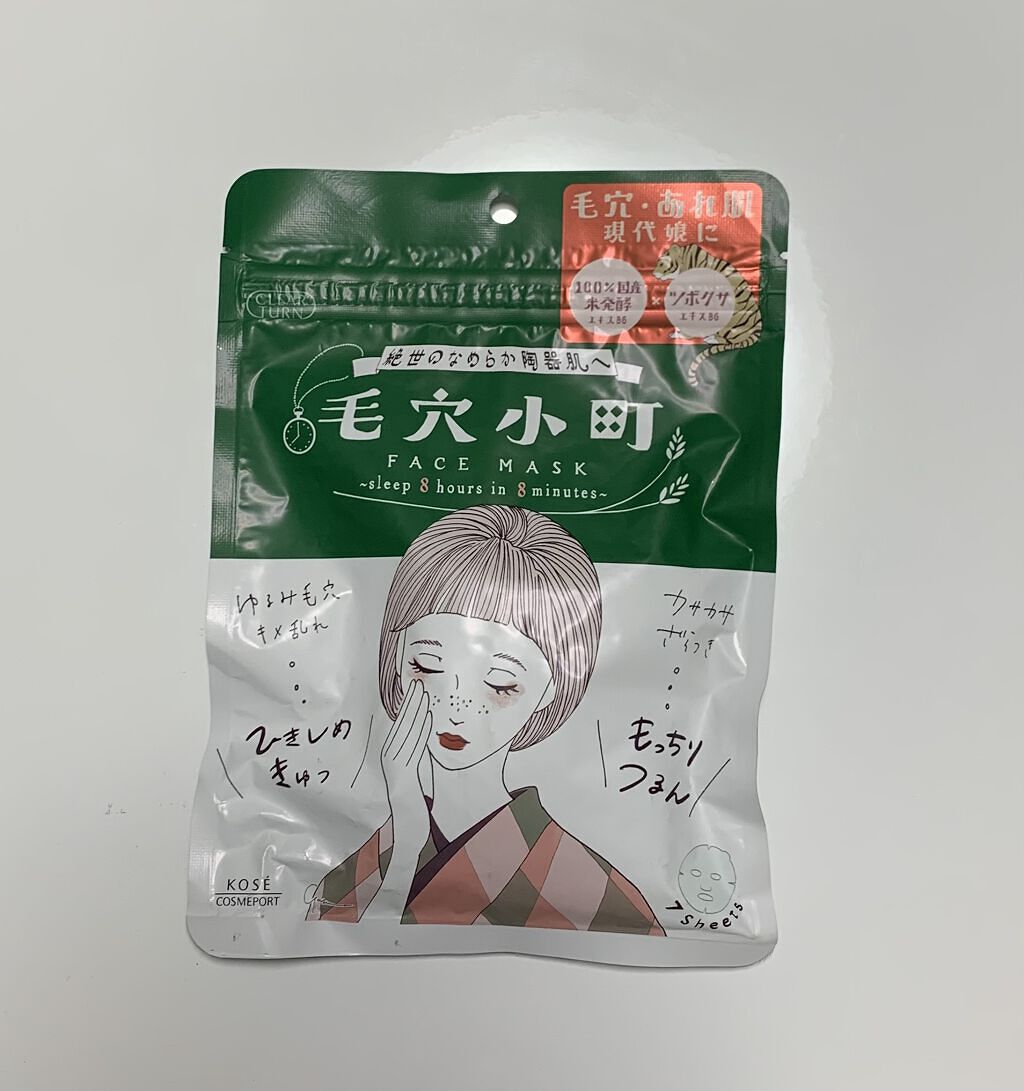 毛穴・あれ肌
現代娘に
100%国産
米発酵
エキスBG
×
ツボクサ
エキスBG
CLEAR
TURN
絶世のなめらか陶器肌へ
毛穴小町
FACE MASK
~sleep 8 hours in 8 minutes~
ゆるみ毛穴
キメ乱れ
ひきしめ
きゅっ
カサカサ
ざらつき
もっちり
つるん
KOSÉ
COSMEPORT
7 Sheets